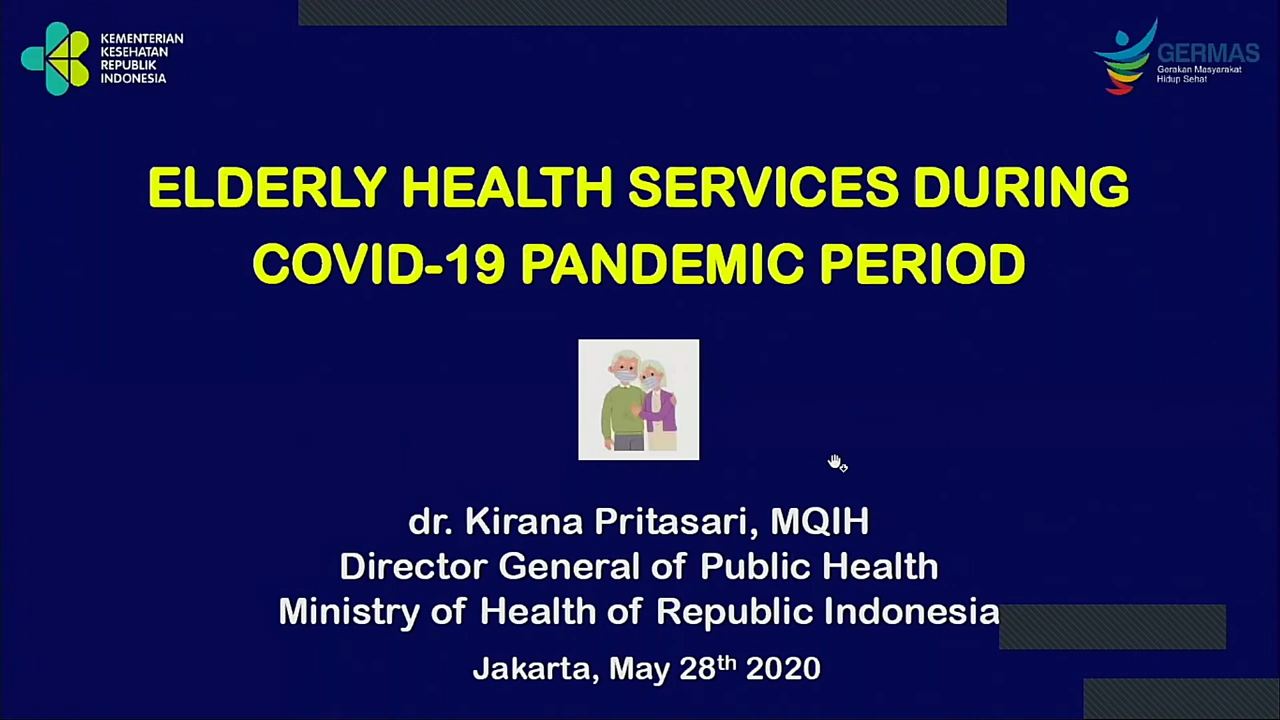 KEMENTERIAN
KESEHATAN
REPUBLIK
INDONESIA
GERMAS
Gerakan Masyarakat
Hidup Sehat
ELDERLY HEALTH SERVICES DURING
COVID-19 PANDEMIC PERIOD
dr. Kirana Pritasari, MQIH
Director General of Public Health
Ministry of Health of Republic Indonesia
Jakarta, May 28th 2020